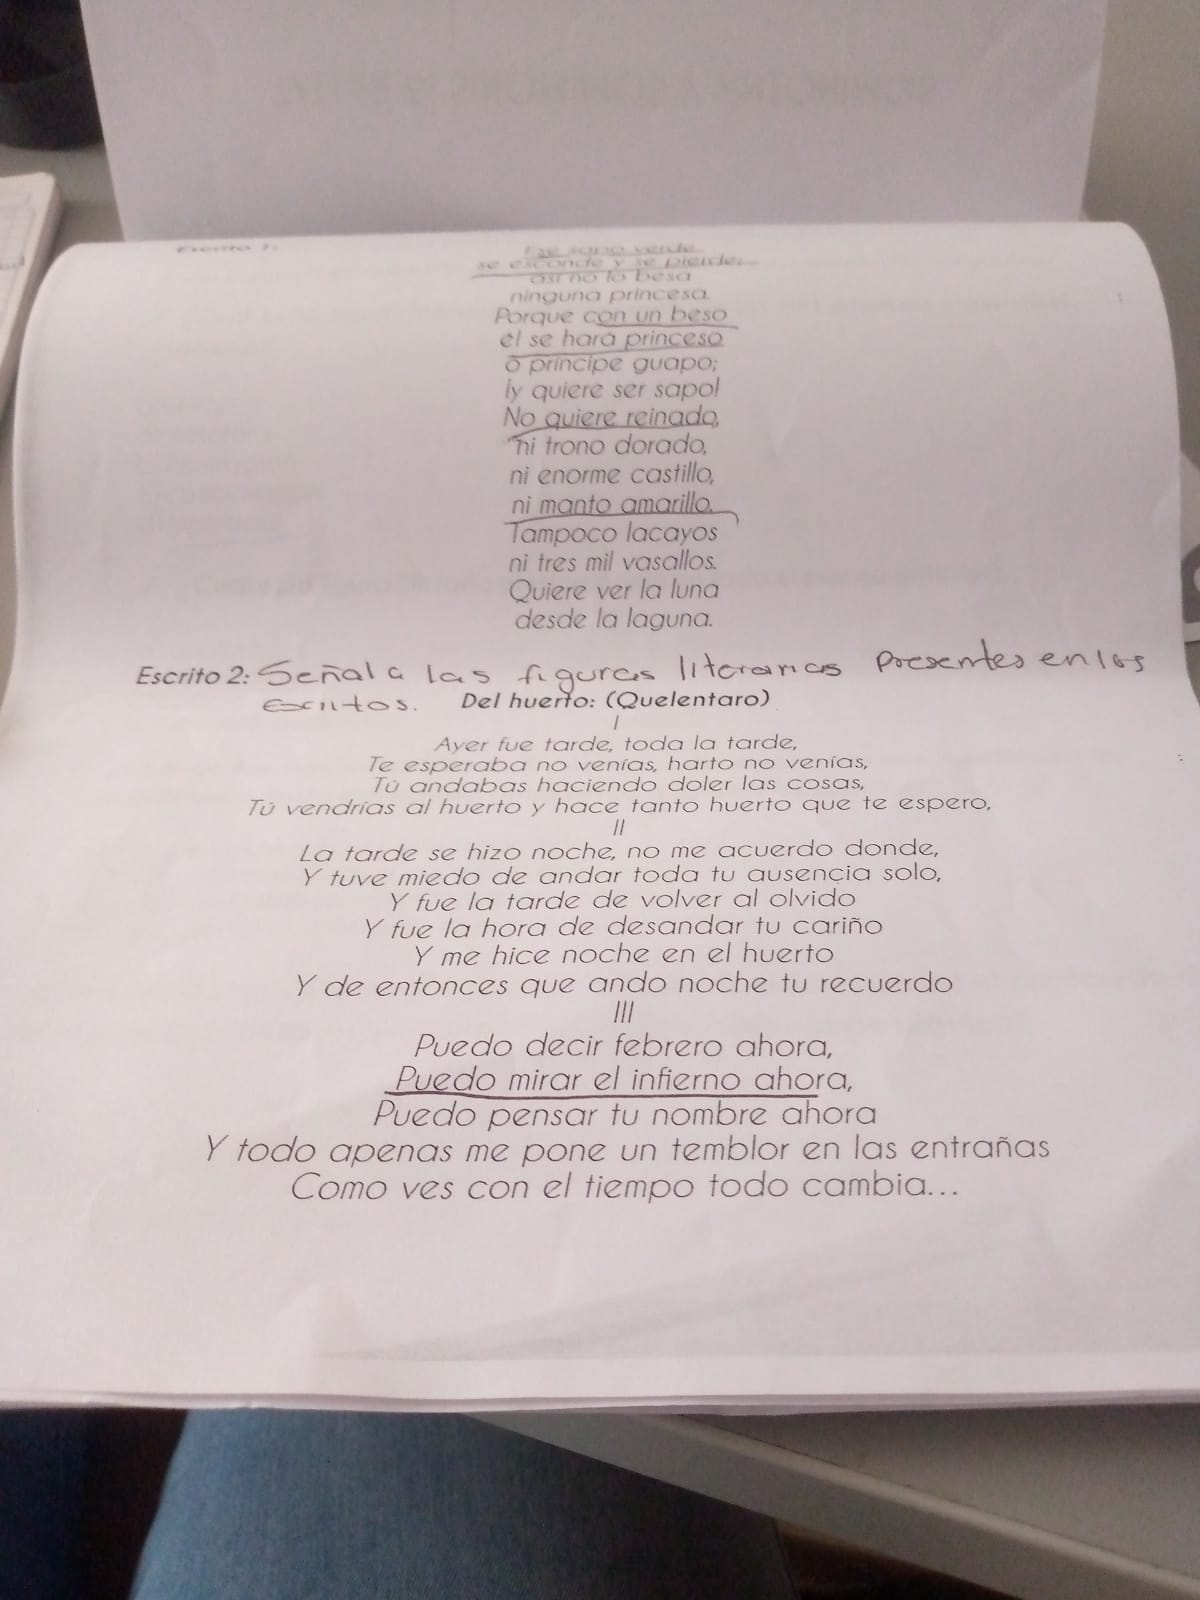 Escrito 1:
Ese sapo verde
se esconde y se pierde,
así no lo besa
ninguna princesa.
Porque con un beso
él se hará princeso
o príncipe guapo;
¡y quiere ser sapo!
No quiere reinado,
ni trono dorado,
ni enorme castillo,
ni manto amarillo.
Tampoco lacayos
ni tres mil vasallos.
Quiere ver la luna
desde la laguna.
Escrito 2: Señala las figuras literarias presentes en los
escritos. Del huerto: (Quelentaro)
I
Ayer fue tarde, toda la tarde,
Te esperaba no venías, harto no venías,
Tú andabas haciendo doler las cosas,
Tú vendrías al huerto y hace tanto huerto que te espero,
II
La tarde se hizo noche, no me acuerdo donde,
Y tuve miedo de andar toda tu ausencia solo,
Y fue la tarde de volver al olvido
Y fue la hora de desandar tu cariño
Y me hice noche en el huerto
Y de entonces que ando noche tu recuerdo
III
Puedo decir febrero ahora,
Puedo mirar el infierno ahora,
Puedo pensar tu nombre ahora
Y todo apenas me pone un temblor en las entrañas
Como ves con el tiempo todo cambia...